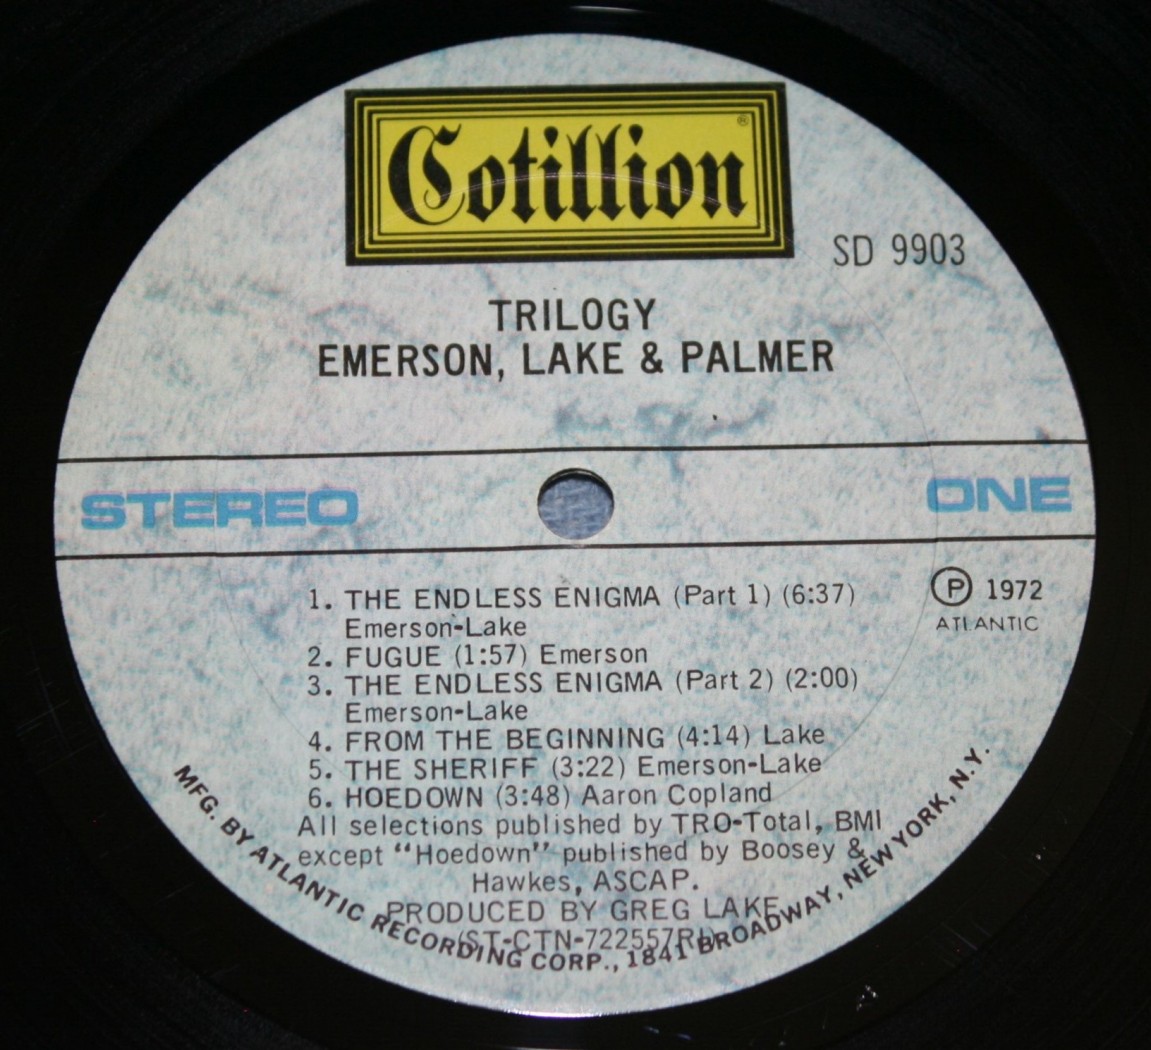 Cotillion®
SD 9903
TRILOGY
EMERSON, LAKE & PALMER
STEREO
ONE
1. THE ENDLESS ENIGMA (Part 1) (6:37)
Emerson-Lake
2. FUGUE (1:57) Emerson
3. THE ENDLESS ENIGMA (Part 2) (2:00)
Emerson-Lake
4. FROM THE BEGINNING (4:14) Lake
5. THE SHERIFF (3:22) Emerson-Lake
6. HOEDOWN (3:48) Aaron Copland
Ⓟ 1972
ATLANTIC
All selections published by TRO-Total, BMI
except “Hoedown” published by Boosey &
Hawkes, ASCAP.
PRODUCED BY GREG LAKE
(ST-CTN-722557RI)
MFG. BY ATLANTIC RECORDING CORP., 1841 BROADWAY, NEW YORK, N.Y.